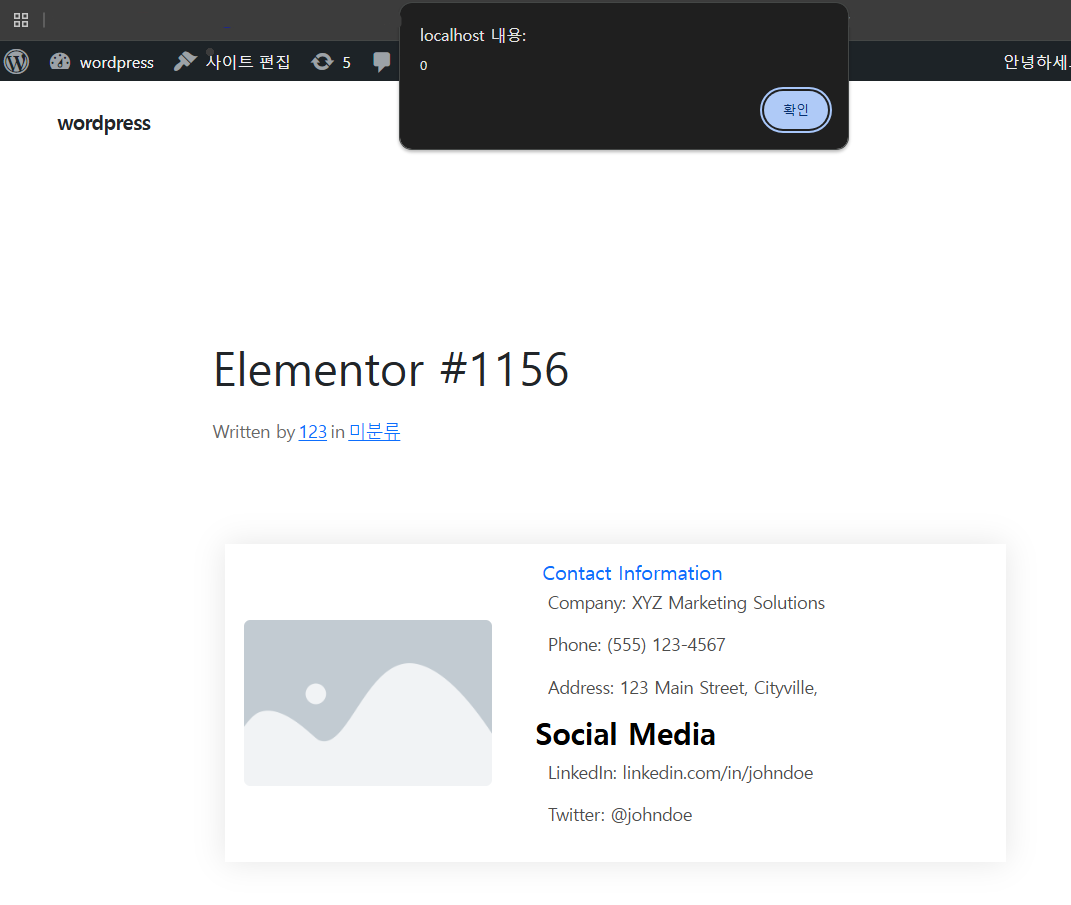 localhost 내용:
0
확인
wordpress 사이트 편집 5
안녕하세
wordpress
Elementor #1156
Written by 123 in 미분류
Contact Information
Company: XYZ Marketing Solutions
Phone: (555) 123-4567
Address: 123 Main Street, Cityville,
Social Media
LinkedIn: linkedin.com/in/johndoe
Twitter: @johndoe